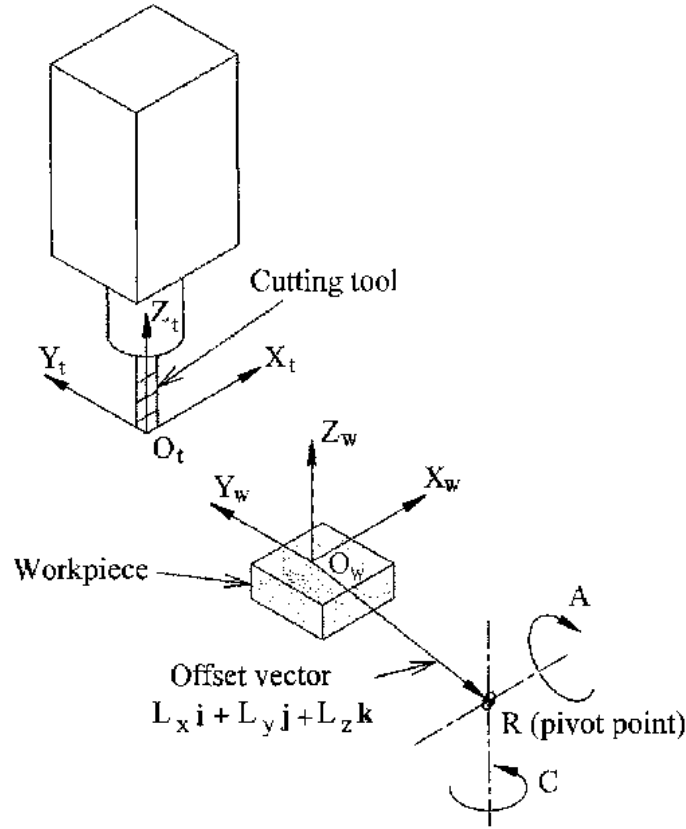 Cutting tool
Z_t
Y_t
X_t
O_t
Z_w
Y_w
X_w
O_w
Workpiece
A
Offset vector
L_x i + L_y j + L_z k
R (pivot point)
C